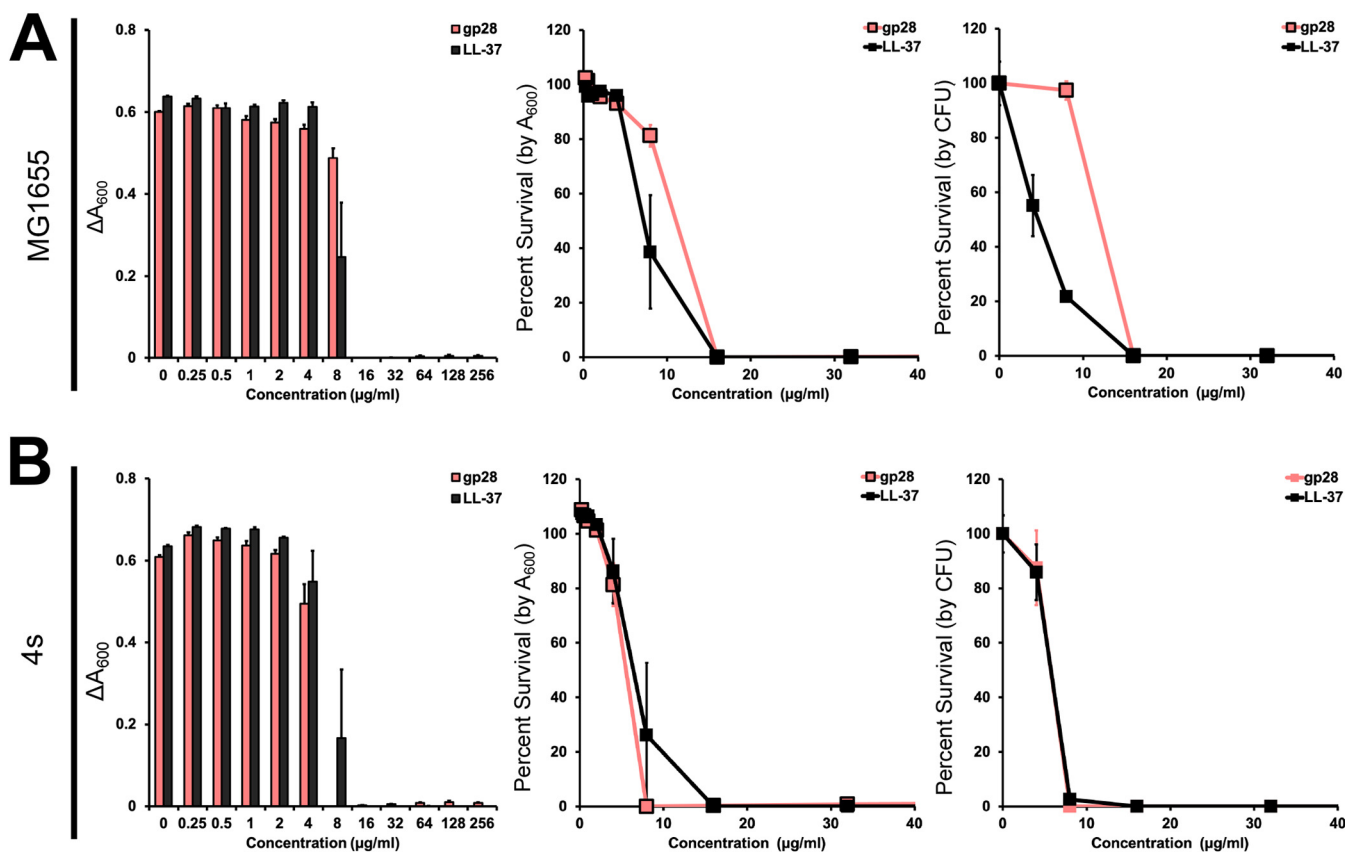 A
MG1655
0.8
0.6
0.4
0.2
0
ΔA600
gp28
LL-37
0 0.25 0.5 1 2 4 8 16 32 64 128 256
Concentration (µg/ml)
120
100
80
60
40
20
0
Percent Survival (by A600)
gp28
LL-37
0 10 20 30 40
Concentration (µg/ml)
120
100
80
60
40
20
0
Percent Survival (by CFU)
gp28
LL-37
0 10 20 30 40
Concentration (µg/ml)
B
4s
0.8
0.6
0.4
0.2
0
ΔA600
gp28
LL-37
0 0.25 0.5 1 2 4 8 16 32 64 128 256
Concentration (µg/ml)
120
100
80
60
40
20
0
Percent Survival (by A600)
gp28
LL-37
0 10 20 30 40
Concentration (µg/ml)
120
100
80
60
40
20
0
Percent Survival (by CFU)
gp28
LL-37
0 10 20 30 40
Concentration (µg/ml)